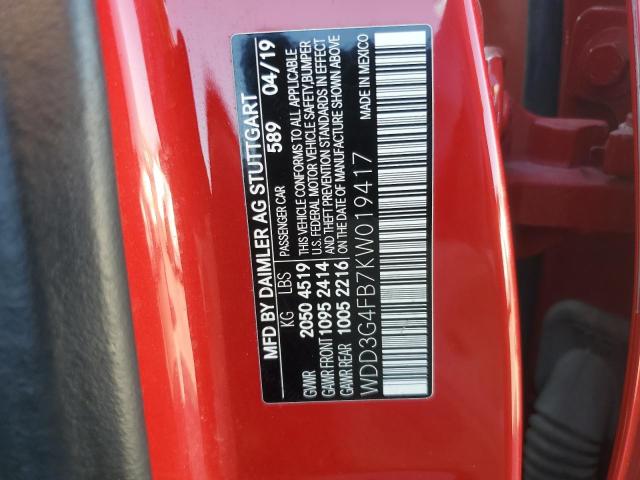 MFD BY DAIMLER AG STUTTGART
PASSENGER CAR 589 04/19
KG LBS THIS VEHICLE CONFORMS TO ALL APPLICABLE
U.S. FEDERAL MOTOR VEHICLE SAFETY, BUMPER
AND THEFT PREVENTION STANDARDS IN EFFECT
ON THE DATE OF MANUFACTURE SHOWN ABOVE
GVWR 2050 4519
GAWR FRONT 1095 2414
GAWR REAR 1005 2216
MADE IN MEXICO
WDD3G4FB7KW019417